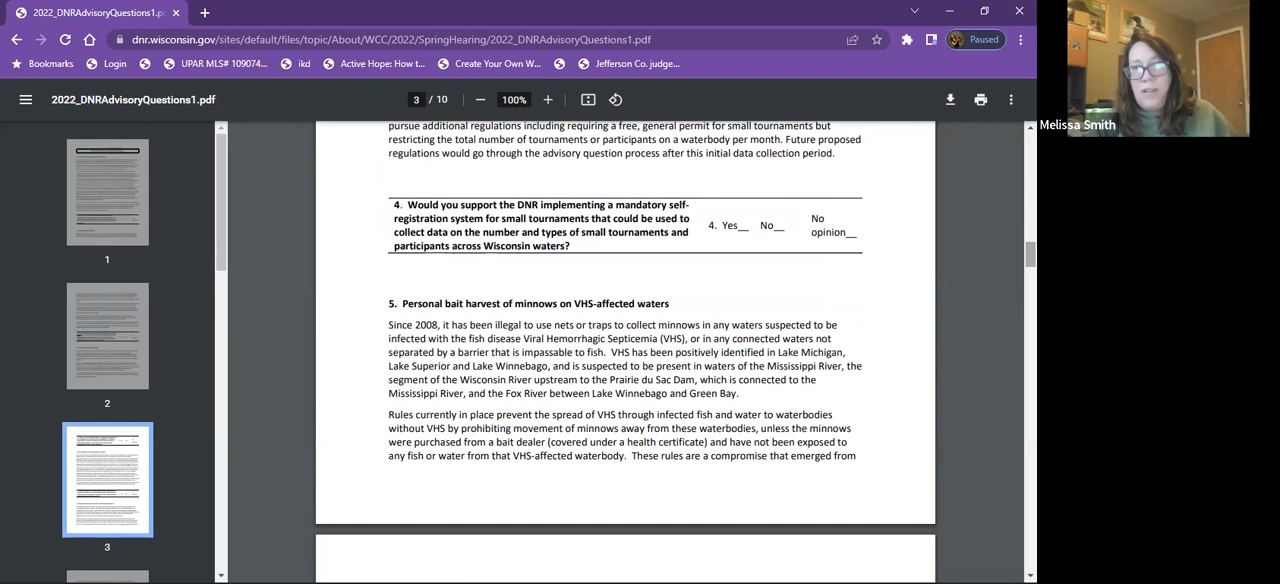 2022_DNRAdvisoryQuestions1.p
dnr.wisconsin.gov/sites/default/files/topic/About/WCC/2022/SpringHearing/2022_DNRAdvisoryQuestions1.pdf
Paused
Bookmarks
Login
UPAR MLS# 109074...
ikd
Active Hope: How t...
Create Your Own W...
Jefferson Co. judge...
2022_DNRAdvisoryQuestions1.pdf
3 / 10
100%
1
2
3
pursue additional regulations including requiring a free, general permit for small tournaments but
restricting the total number of tournaments or participants on a waterbody per month. Future proposed
regulations would go through the advisory question process after this initial data collection period.
4. Would you support the DNR implementing a mandatory self-
registration system for small tournaments that could be used to
collect data on the number and types of small tournaments and
participants across Wisconsin waters?
4. Yes__ No__ No
opinion__
5. Personal bait harvest of minnows on VHS-affected waters
Since 2008, it has been illegal to use nets or traps to collect minnows in any waters suspected to be
infected with the fish disease Viral Hemorrhagic Septicemia (VHS), or in any connected waters not
separated by a barrier that is impassable to fish. VHS has been positively identified in Lake Michigan,
Lake Superior and Lake Winnebago, and is suspected to be present in waters of the Mississippi River, the
segment of the Wisconsin River upstream to the Prairie du Sac Dam, which is connected to the
Mississippi River, and the Fox River between Lake Winnebago and Green Bay.
Rules currently in place prevent the spread of VHS through infected fish and water to waterbodies
without VHS by prohibiting movement of minnows away from these waterbodies, unless the minnows
were purchased from a bait dealer (covered under a health certificate) and have not been exposed to
any fish or water from that VHS-affected waterbody. These rules are a compromise that emerged from
Melissa Smith